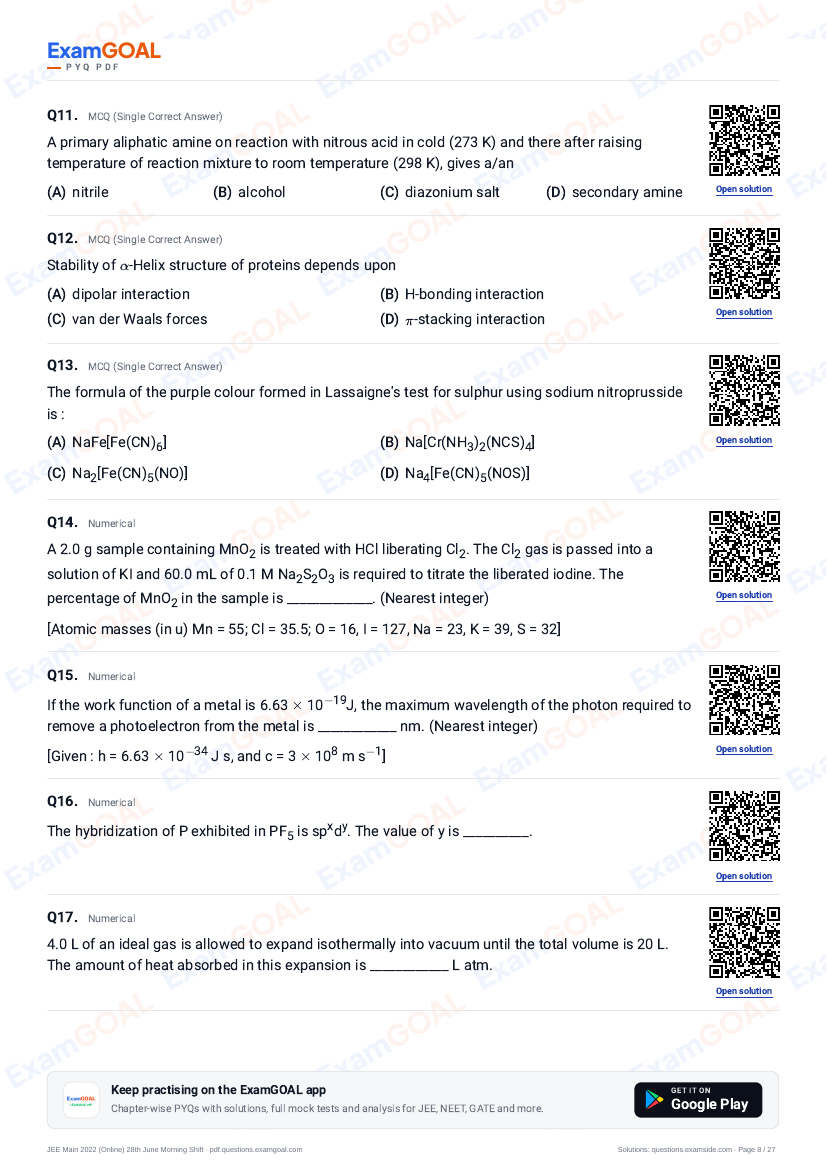 ExamGOAL
PYQ PDF
Q11. MCQ (Single Correct Answer)
A primary aliphatic amine on reaction with nitrous acid in cold (273 K) and there after raising
temperature of reaction mixture to room temperature (298 K), gives a/an
(A) nitrile (B) alcohol (C) diazonium salt (D) secondary amine
Open solution
Q12. MCQ (Single Correct Answer)
Stability of α-Helix structure of proteins depends upon
(A) dipolar interaction (B) H-bonding interaction
(C) van der Waals forces (D) π-stacking interaction
Open solution
Q13. MCQ (Single Correct Answer)
The formula of the purple colour formed in Lassaigne's test for sulphur using sodium nitroprusside
is :
(A) NaFe[Fe(CN)₆] (B) Na[Cr(NH₃)₂(NCS)₄]
(C) Na₂[Fe(CN)₅(NO)] (D) Na₄[Fe(CN)₅(NOS)]
Open solution
Q14. Numerical
A 2.0 g sample containing MnO₂ is treated with HCl liberating Cl₂. The Cl₂ gas is passed into a
solution of KI and 60.0 mL of 0.1 M Na₂S₂O₃ is required to titrate the liberated iodine. The
percentage of MnO₂ in the sample is ____________. (Nearest integer)
[Atomic masses (in u) Mn = 55; Cl = 35.5; O = 16, I = 127, Na = 23, K = 39, S = 32]
Open solution
Q15. Numerical
If the work function of a metal is 6.63 × 10⁻¹⁹J, the maximum wavelength of the photon required to
remove a photoelectron from the metal is ___________ nm. (Nearest integer)
[Given : h = 6.63 × 10⁻³⁴ J s, and c = 3 × 10⁸ m s⁻¹]
Open solution
Q16. Numerical
The hybridization of P exhibited in PF₅ is spˣdʸ. The value of y is _________.
Open solution
Q17. Numerical
4.0 L of an ideal gas is allowed to expand isothermally into vacuum until the total volume is 20 L.
The amount of heat absorbed in this expansion is ___________ L atm.
Open solution
Keep practising on the ExamGOAL app
Chapter-wise PYQs with solutions, full mock tests and analysis for JEE, NEET, GATE and more.
GET IT ON
Google Play
JEE Main 2022 (Online) 28th June Morning Shift · pdf.questions.examgoal.com
Solutions: questions.examside.com · Page 8 / 27